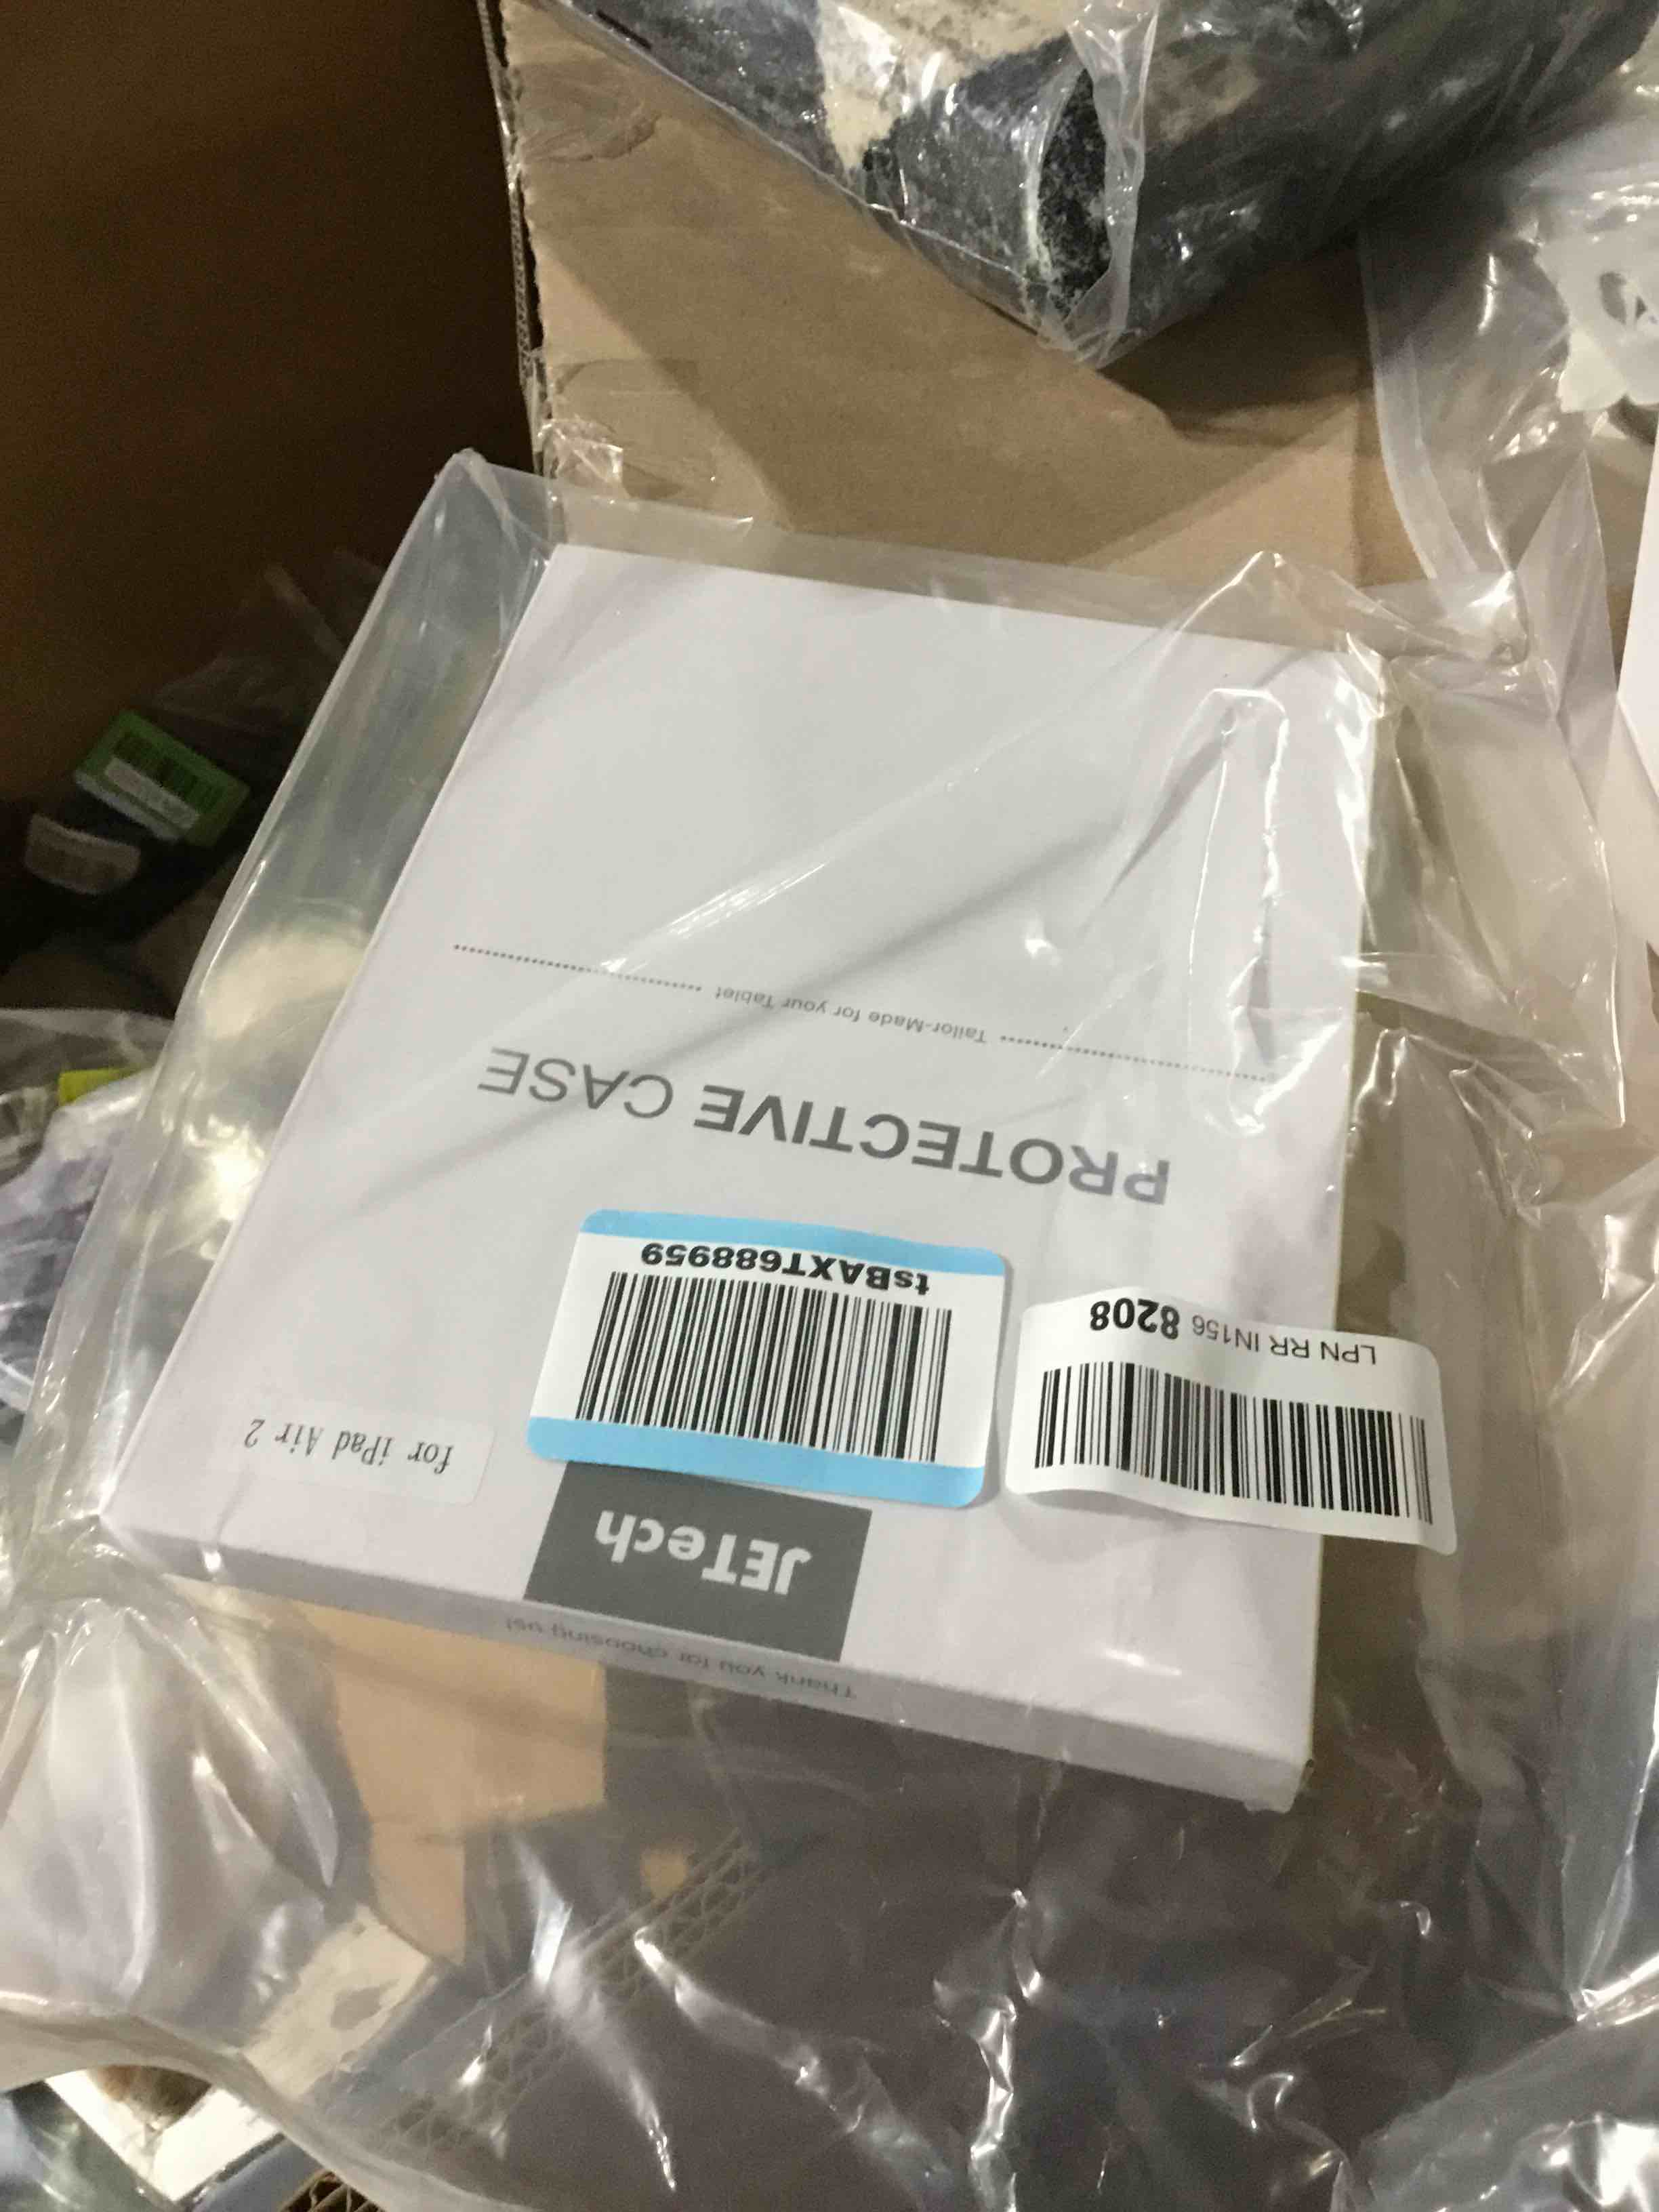 Thank you for choosing us!
JETech
for iPad Air 2
LPN RR IN156 8208
tsBAXT688959
PROTECTIVE CASE
Tailor-Made for your Tablet